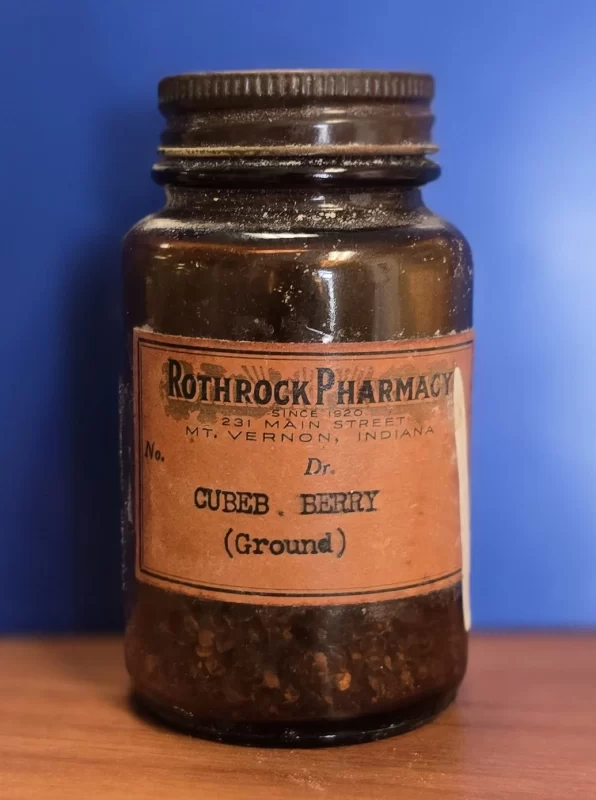 ROTHROCK PHARMACY
SINCE 1920
231 MAIN STREET
MT. VERNON, INDIANA
No.
Dr.
CUBEB . BERRY
(Ground)